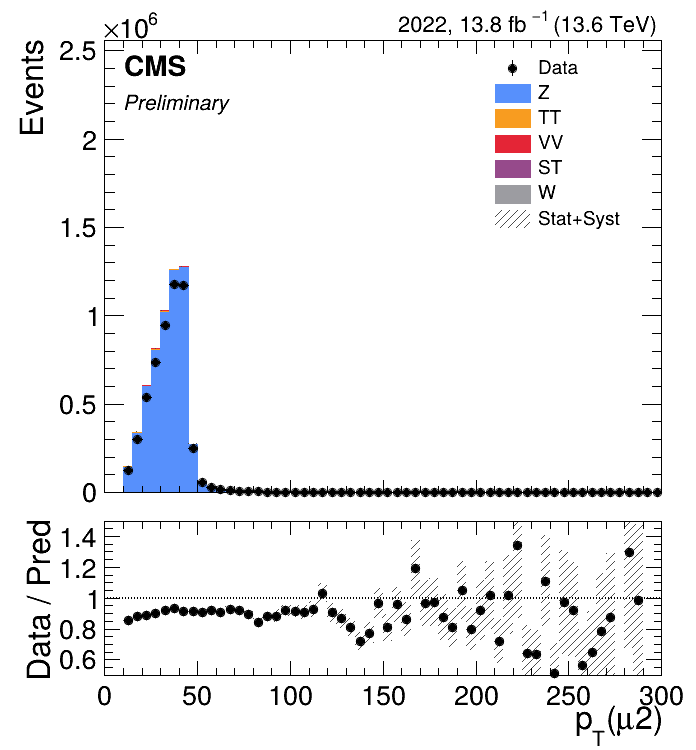 ×10⁶
2022, 13.8 fb⁻¹ (13.6 TeV)
Events
2.5
2
1.5
1
0.5
0
CMS
Preliminary
Data
Z
TT
VV
ST
W
Stat+Syst
Data / Pred
1.4
1.2
1
0.8
0.6
0 50 100 150 200 250 300
p_T(μ2)